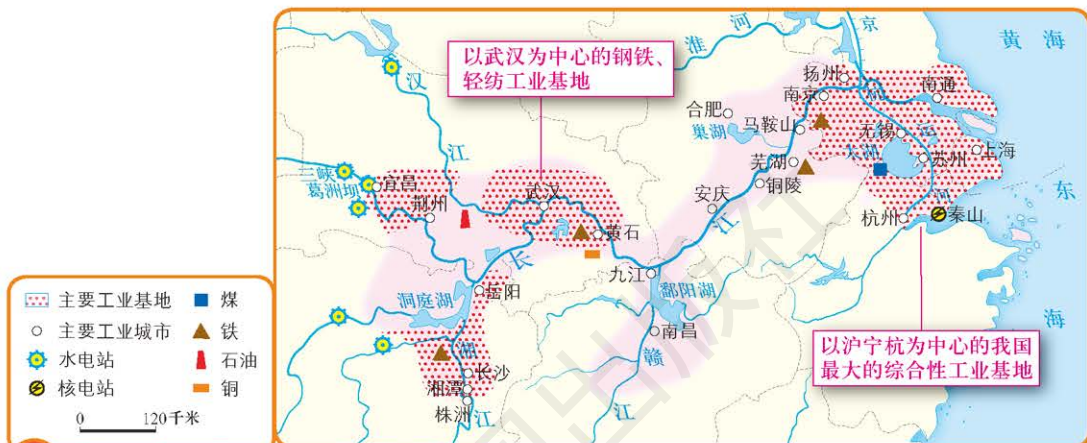 黄海
京
淮河
以武汉为中心的钢铁、
轻纺工业基地
扬州
南京
南通
汉
合肥
马鞍山
巢湖
无锡
江
太湖
苏州
上海
芜湖
三峡
宜昌
葛洲坝
武汉
铜陵
荆州
安庆
东
河
杭州
秦山
黄石
江
长
九江
岳阳
洞庭湖
鄱阳湖
海
南昌
以沪宁杭为中心的我国
最大的综合性工业基地
湘
赣
长沙
湘潭
株洲
江
江
主要工业基地 煤
主要工业城市 铁
水电站 石油
核电站 铜
0 120千米